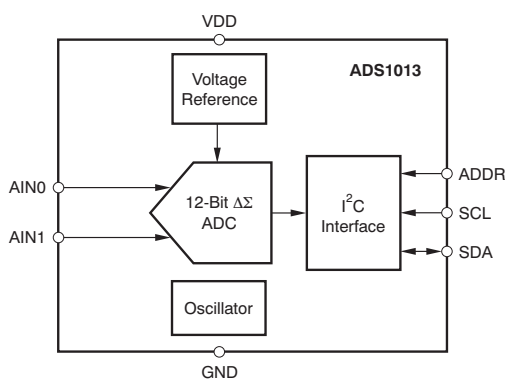 VDD
ADS1013
Voltage
Reference
AIN0
AIN1
12-Bit ΔΣ
ADC
I²C
Interface
ADDR
SCL
SDA
Oscillator
GND